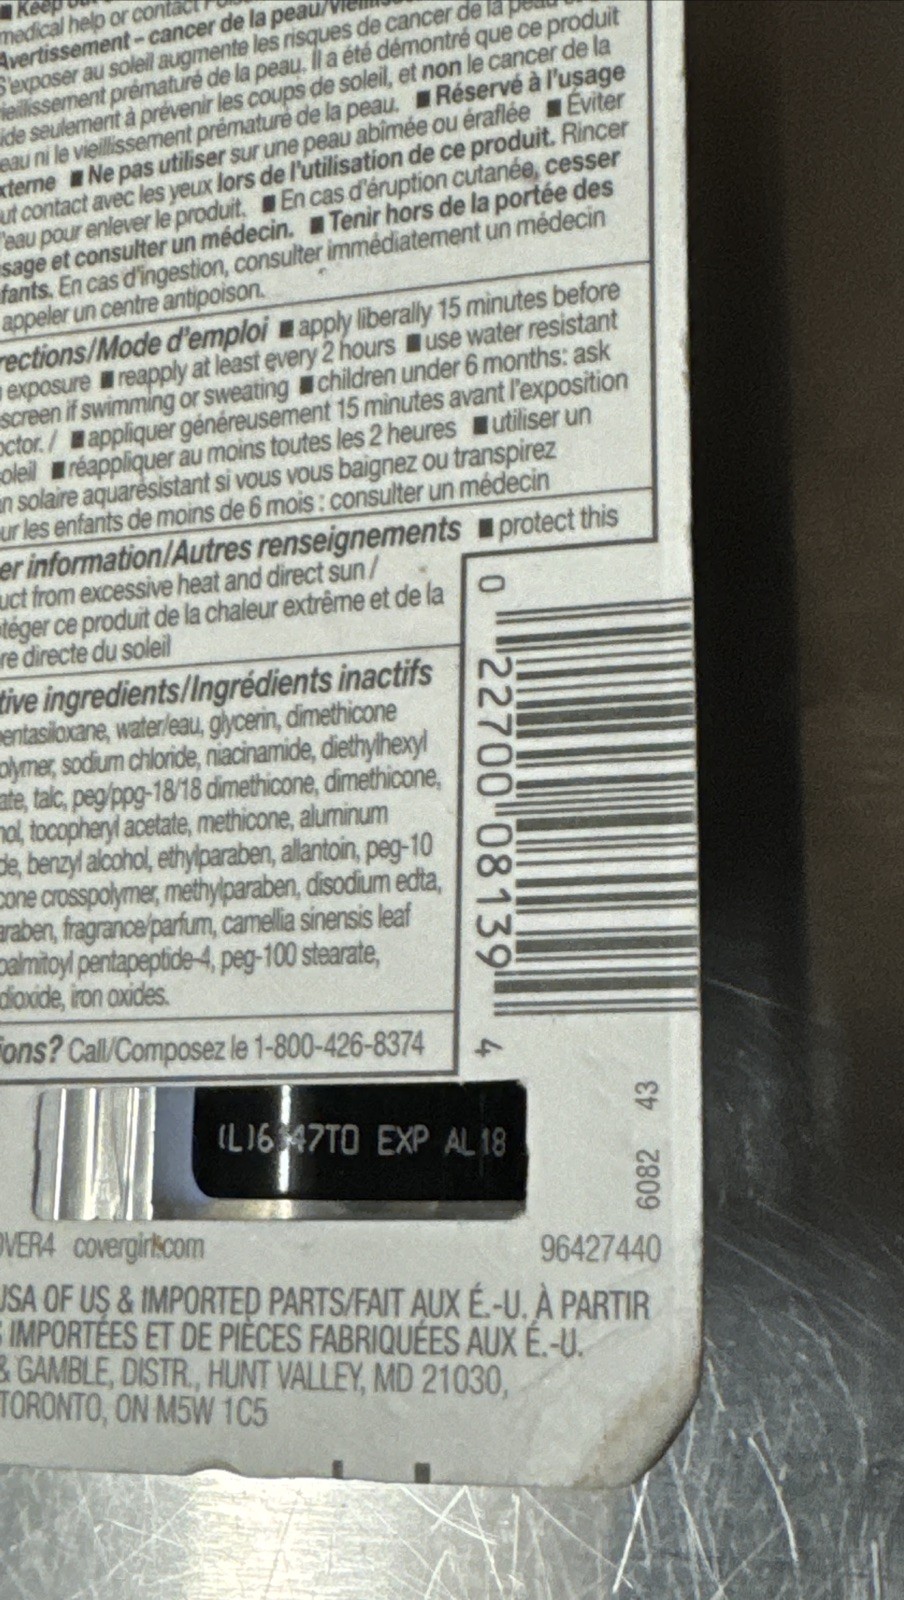 ■ Keep
medical help or contact
Avertissement – cancer de la peau/
S'exposer au soleil augmente les risques de cancer de la peau
vieillissement prématuré de la peau. Il a été démontré que ce produit
ide seulement à prévenir les coups de soleil, et non le cancer de la
eau ni le vieillissement prématuré de la peau. ■ Réservé à l'usage
xterne ■ Ne pas utiliser sur une peau abîmée ou éraflée ■ Éviter
ut contact avec les yeux lors de l'utilisation de ce produit. Rincer
l'eau pour enlever le produit. ■ En cas d'éruption cutanée, cesser
sage et consulter un médecin. ■ Tenir hors de la portée des
fants. En cas d'ingestion, consulter immédiatement un médecin
appeler un centre antipoison.
rections/Mode d'emploi ■ apply liberally 15 minutes before
exposure ■ reapply at least every 2 hours ■ use water resistant
screen if swimming or sweating ■ children under 6 months: ask
octor. / ■ appliquer généreusement 15 minutes avant l'exposition
oleil ■ réappliquer au moins toutes les 2 heures ■ utiliser un
n solaire aquarésistant si vous vous baignez ou transpirez
ur les enfants de moins de 6 mois : consulter un médecin
er information/Autres renseignements ■ protect this
uct from excessive heat and direct sun /
téger ce produit de la chaleur extrême et de la
re directe du soleil
tive ingredients/Ingrédients inactifs
pentasiloxane, water/eau, glycerin, dimethicone
olymer, sodium chloride, niacinamide, diethylhexyl
ate, talc, peg/ppg-18/18 dimethicone, dimethicone,
nol, tocopheryl acetate, methicone, aluminum
de, benzyl alcohol, ethylparaben, allantoin, peg-10
cone crosspolymer, methylparaben, disodium edta,
araben, fragrance/parfum, camellia sinensis leaf
palmitoyl pentapeptide-4, peg-100 stearate,
dioxide, iron oxides.
ions? Call/Composez le 1-800-426-8374
0 22700 08139 4
(L)6 47TO EXP AL 18
6082 43
OVER4 covergirl.com
96427440
USA OF US & IMPORTED PARTS/FAIT AUX É.-U. À PARTIR
IMPORTÉES ET DE PIÈCES FABRIQUÉES AUX É.-U.
& GAMBLE, DISTR., HUNT VALLEY, MD 21030,
TORONTO, ON M5W 1C5